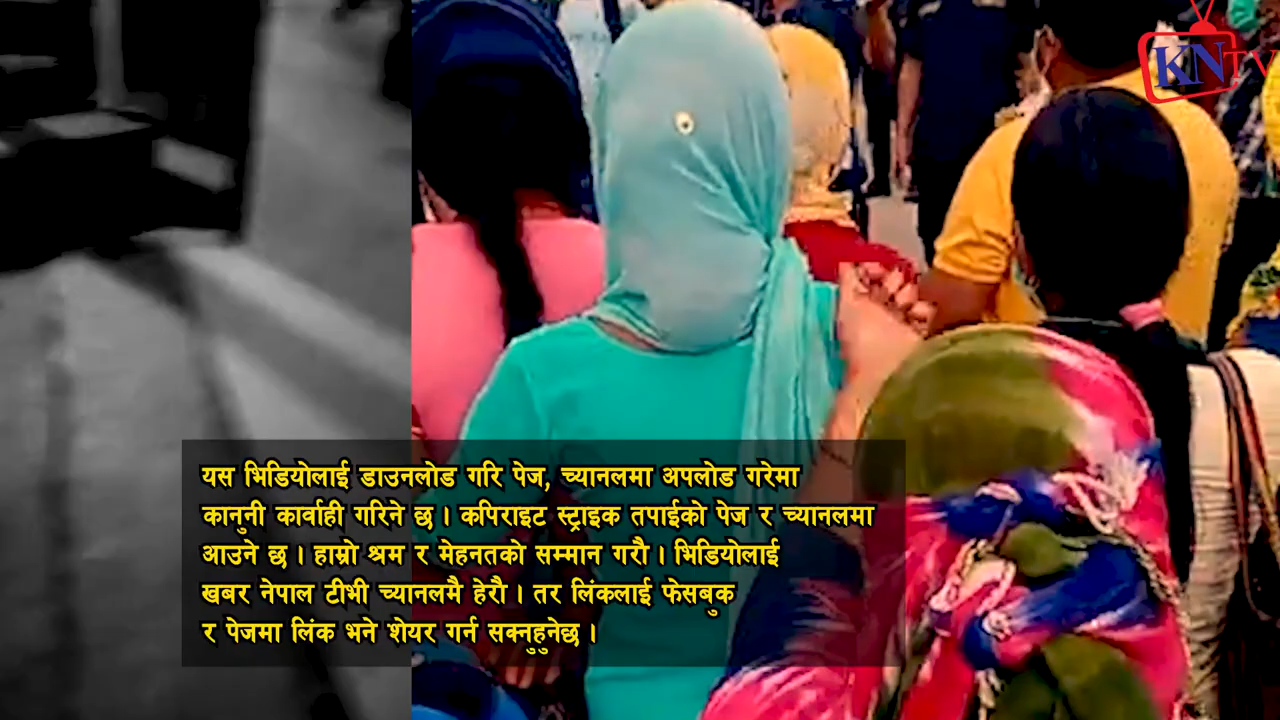 KNTV
यस भिडियोलाई डाउनलोड गरि पेज, च्यानलमा अपलोड गरेमा
कानुनी कार्वाही गरिने छ । कपिराइट स्ट्राइक तपाईको पेज र च्यानलमा
आउने छ । हाम्रो श्रम र मेहनतको सम्मान गरौ । भिडियोलाई
खबर नेपाल टीभी च्यानलमै हेरौ । तर लिंकलाई फेसबुक
र पेजमा लिंक भने शेयर गर्न सक्नुहुनेछ ।